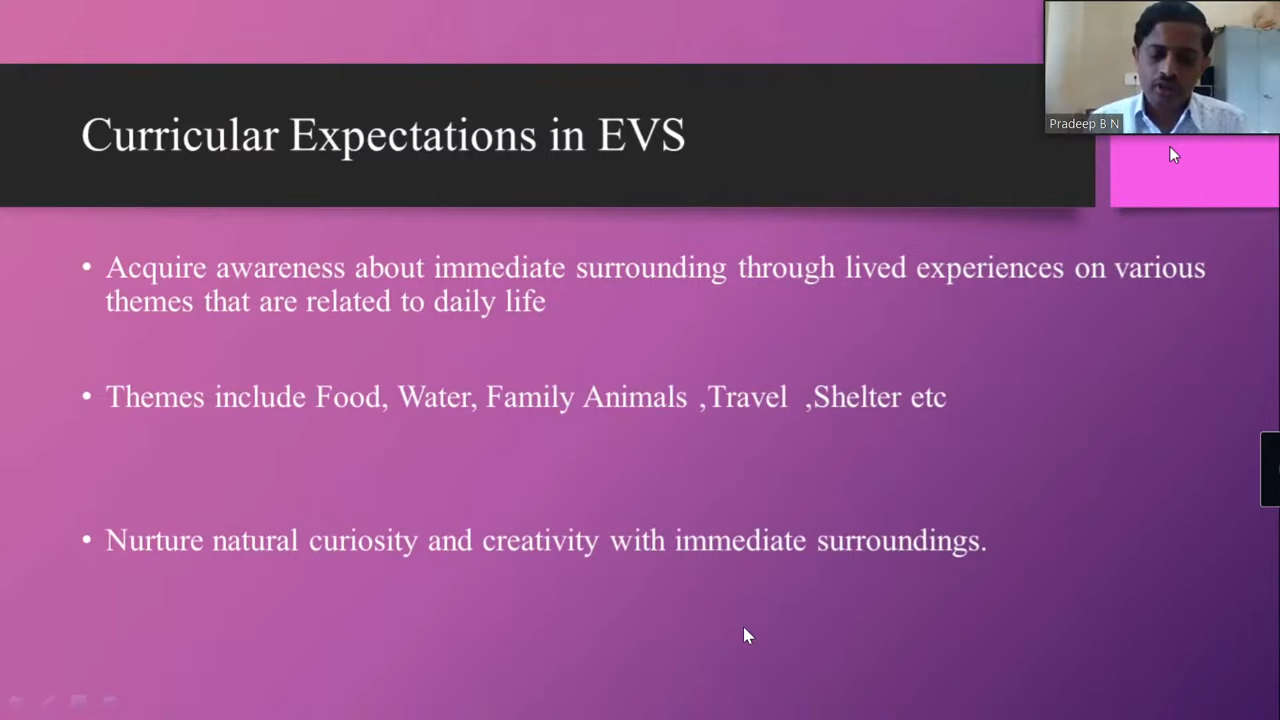 Curricular Expectations in EVS
Pradeep B N
• Acquire awareness about immediate surrounding through lived experiences on various
themes that are related to daily life
• Themes include Food, Water, Family Animals ,Travel  ,Shelter etc
• Nurture natural curiosity and creativity with immediate surroundings.